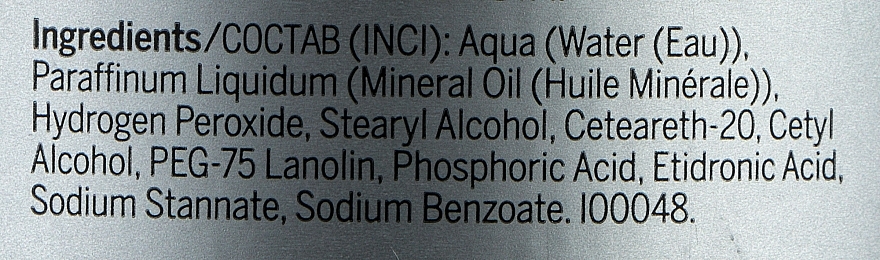 Ingredients/СОСТАВ (INCI): Aqua (Water (Eau)),
Paraffinum Liquidum (Mineral Oil (Huile Minérale)),
Hydrogen Peroxide, Stearyl Alcohol, Ceteareth-20, Cetyl
Alcohol, PEG-75 Lanolin, Phosphoric Acid, Etidronic Acid,
Sodium Stannate, Sodium Benzoate. I00048.